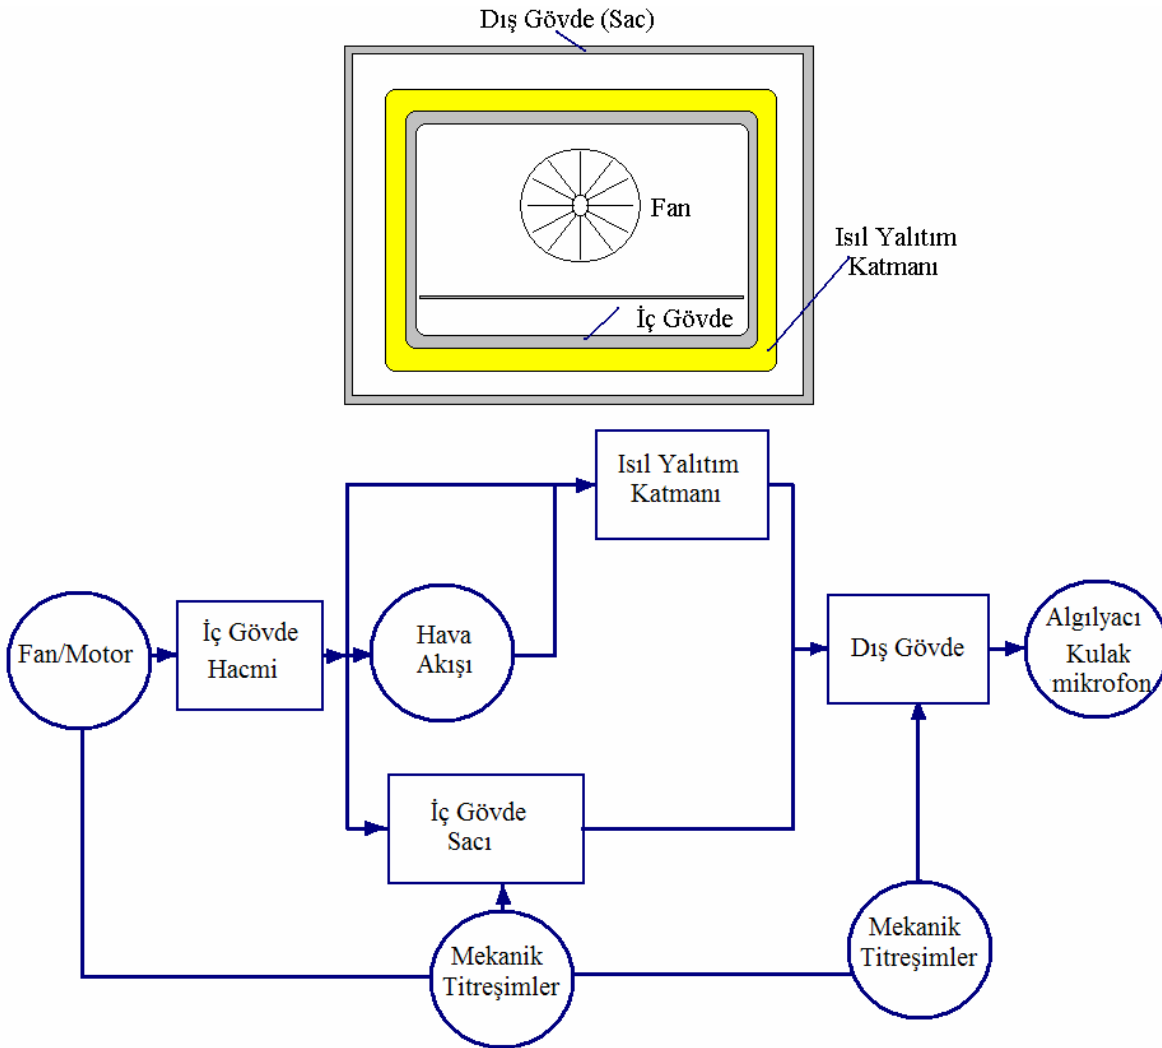 Dış Gövde (Sac)
Fan
Isıl Yalıtım
Katmanı
İç Gövde
Isıl Yalıtım
Katmanı
Fan/Motor
İç Gövde
Hacmi
Hava
Akışı
Dış Gövde
Algılyacı
Kulak
mikrofon
İç Gövde
Sacı
Mekanik
Titreşimler
Mekanik
Titreşimler